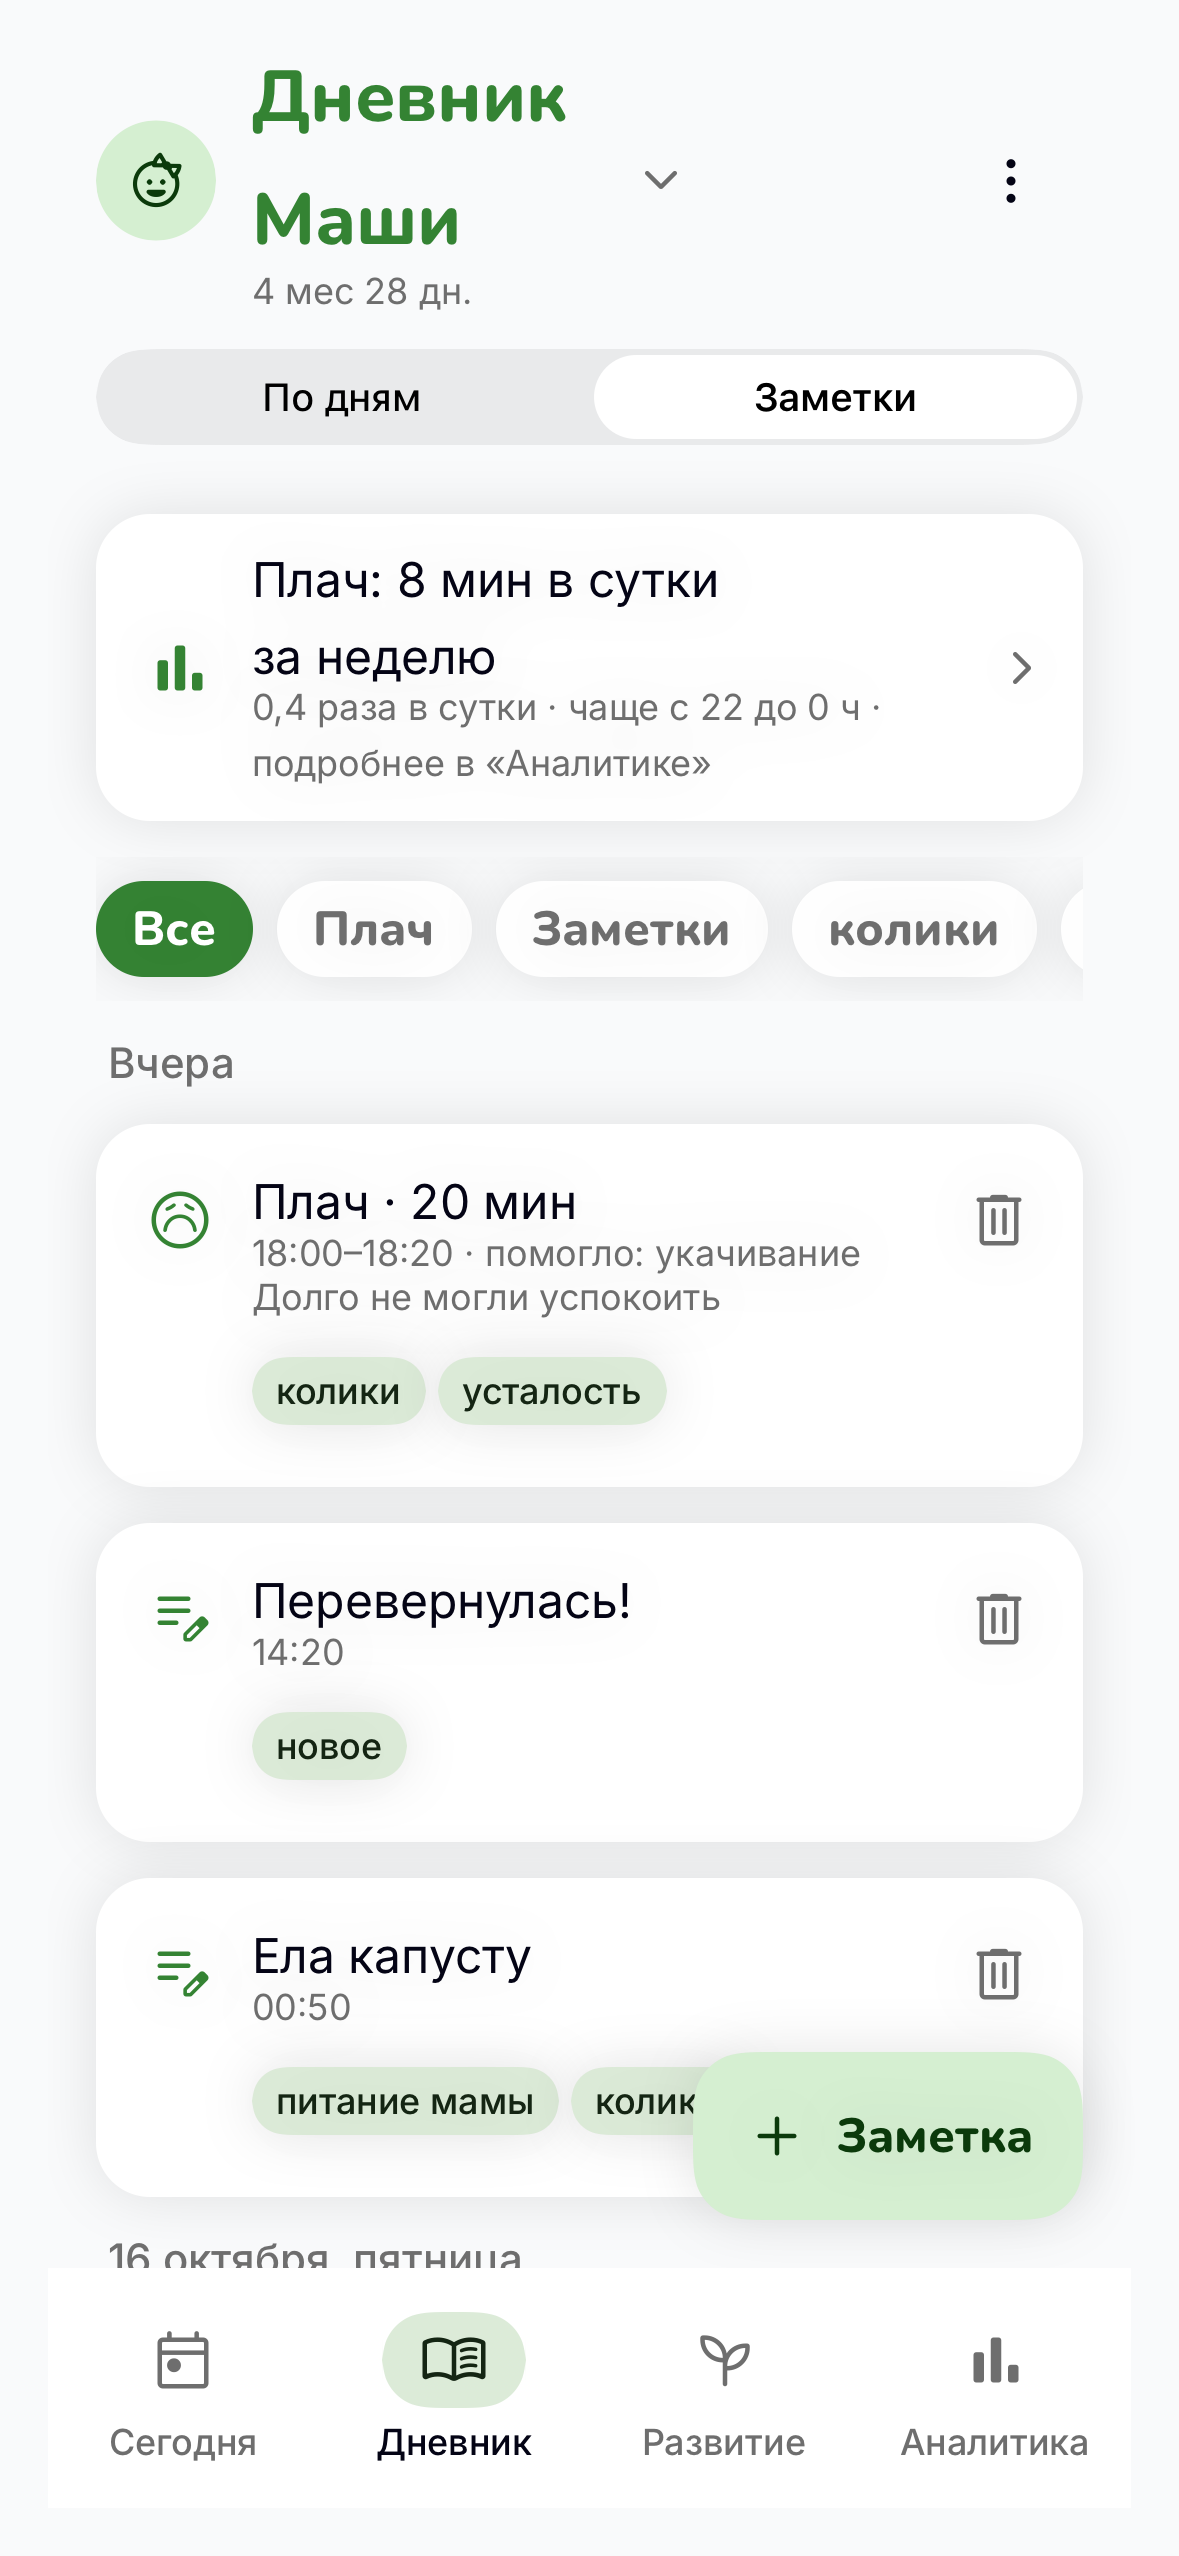 Дневник
Маши
4 мес 28 дн.
По дням
Заметки
Плач: 8 мин в сутки
за неделю
0,4 раза в сутки · чаще с 22 до 0 ч ·
подробнее в «Аналитике»
Все
Плач
Заметки
колики
Вчера
Плач · 20 мин
18:00–18:20 · помогло: укачивание
Долго не могли успокоить
колики
усталость
Перевернулась!
14:20
новое
Ела капусту
00:50
питание мамы
колик
Заметка
16 октября, пятница
Сегодня
Дневник
Развитие
Аналитика